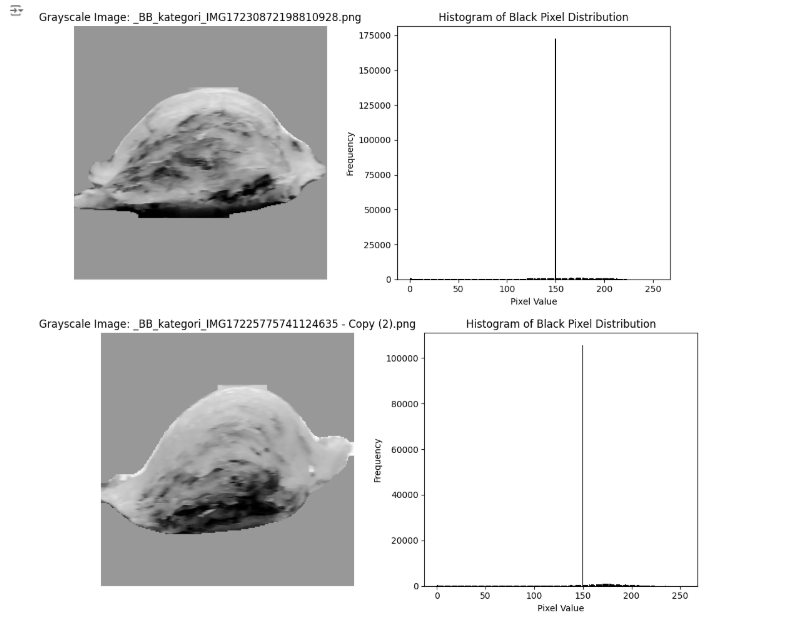 Grayscale Image: _BB_kategori_IMG17230872198810928.png
Histogram of Black Pixel Distribution
175000
150000
125000
100000
75000
50000
25000
0
Frequency
0 50 100 150 200 250
Pixel Value
Grayscale Image: _BB_kategori_IMG17225775741124635 - Copy (2).png
Histogram of Black Pixel Distribution
100000
80000
60000
40000
20000
0
Frequency
0 50 100 150 200 250
Pixel Value